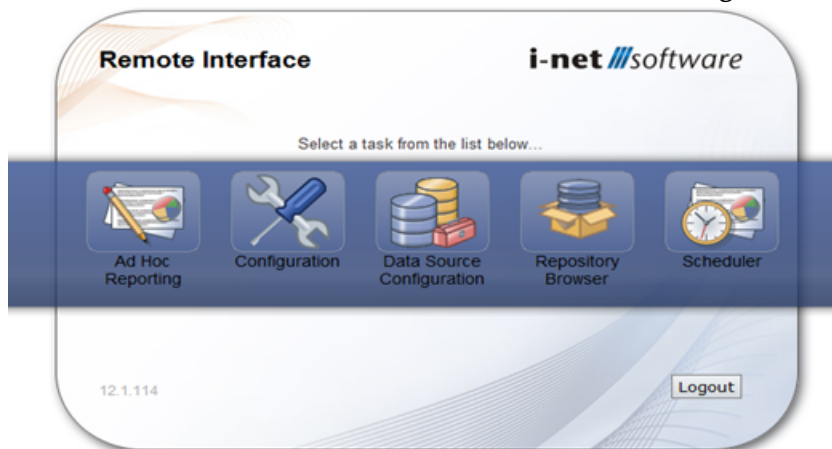 Remote Interface
i-net software
Select a task from the list below...
Ad Hoc
Reporting
Configuration
Data Source
Configuration
Repository
Browser
Scheduler
12.1.114
Logout